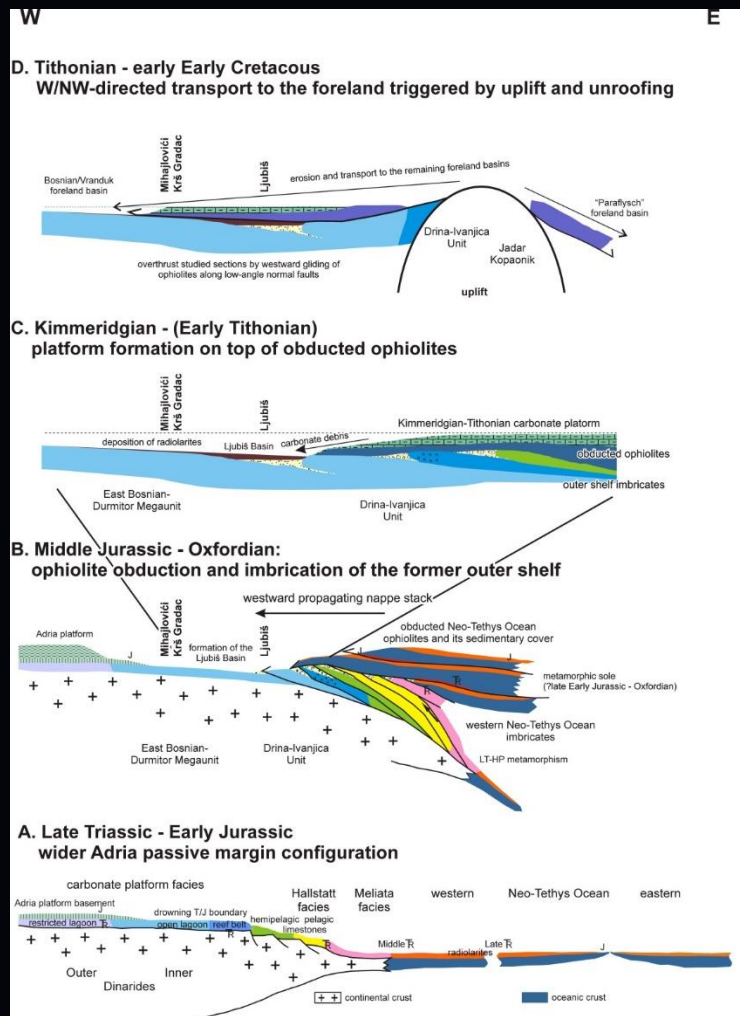 W
E
D. Tithonian - early Early Cretacous
W/NW-directed transport to the foreland triggered by uplift and unroofing
Mihajlovići
Krš Gradac
Ljubiš
Bosnian/Vranduk
foreland basin
erosion and transport to the remaining foreland basins
"Paraflysch"
foreland basin
Drina-Ivanjica
Unit
Jadar
Kopaonik
overthrust studied sections by westward gliding of
ophiolites along low-angle normal faults
uplift
C. Kimmeridgian - (Early Tithonian)
platform formation on top of obducted ophiolites
Mihajlovići
Krš Gradac
Ljubiš
Kimmeridgian-Tithonian carbonate platorm
deposition of radiolarites
Ljubiš Basin
carbonate debris
obducted ophiolites
outer shelf imbricates
East Bosnian-
Durmitor Megaunit
Drina-Ivanjica
Unit
B. Middle Jurassic - Oxfordian:
ophiolite obduction and imbrication of the former outer shelf
westward propagating nappe stack
Mihajlovići
Krš Gradac
Ljubiš
Adria platform
J
formation of the
Ljubiš Basin
obducted Neo-Tethys Ocean
ophiolites and its sedimentary cover
J
J
metamorphic sole
(?late Early Jurassic - Oxfordian)
western Neo-Tethys Ocean
imbricates
East Bosnian-
Durmitor Megaunit
Drina-Ivanjica
Unit
LT-HP metamorphism
A. Late Triassic - Early Jurassic
wider Adria passive margin configuration
carbonate platform facies
Hallstatt
facies
Meliata
facies
western
Neo-Tethys Ocean
eastern
Adria platform basement
J
drowning T/J boundary
restricted lagoon TR
open lagoon
reef belt
TR
hemipelagic
pelagic
limestones
TR
Middle TR
radiolarites
Late TR
J
Outer
Inner
Dinarides
continental crust
oceanic crust